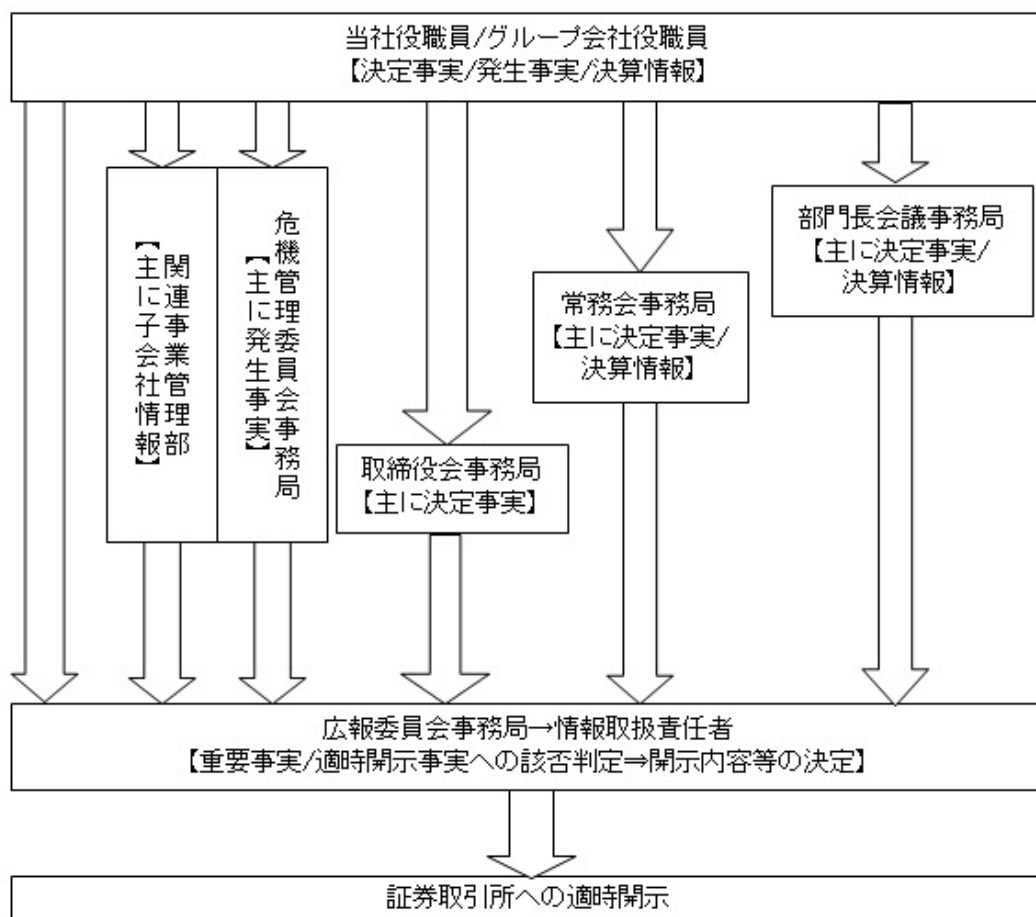 当社役職員/グループ会社役職員
【決定事実/発生事実/決算情報】
関連事業管理部
【主に子会社情報】
危機管理委員会事務局
【主に発生事実】
取締役会事務局
【主に決定事実】
常務会事務局
【主に決定事実/
決算情報】
部門長会議事務局
【主に決定事実/
決算情報】
広報委員会事務局→情報取扱責任者
【重要事実/適時開示事実への該否判定⇒開示内容等の決定】
証券取引所への適時開示